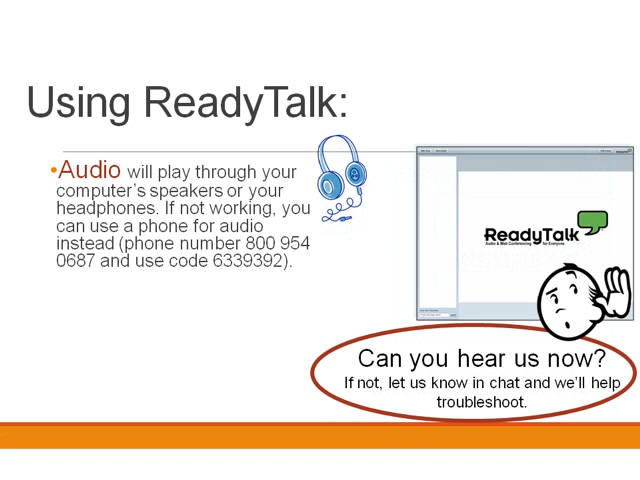 Using ReadyTalk:
•Audio will play through your
computer's speakers or your
headphones. If not working, you
can use a phone for audio
instead (phone number 800 954
0687 and use code 6339392).
ReadyTalk
Audio & Web Conferencing for Everyone
Can you hear us now?
If not, let us know in chat and we'll help
troubleshoot.